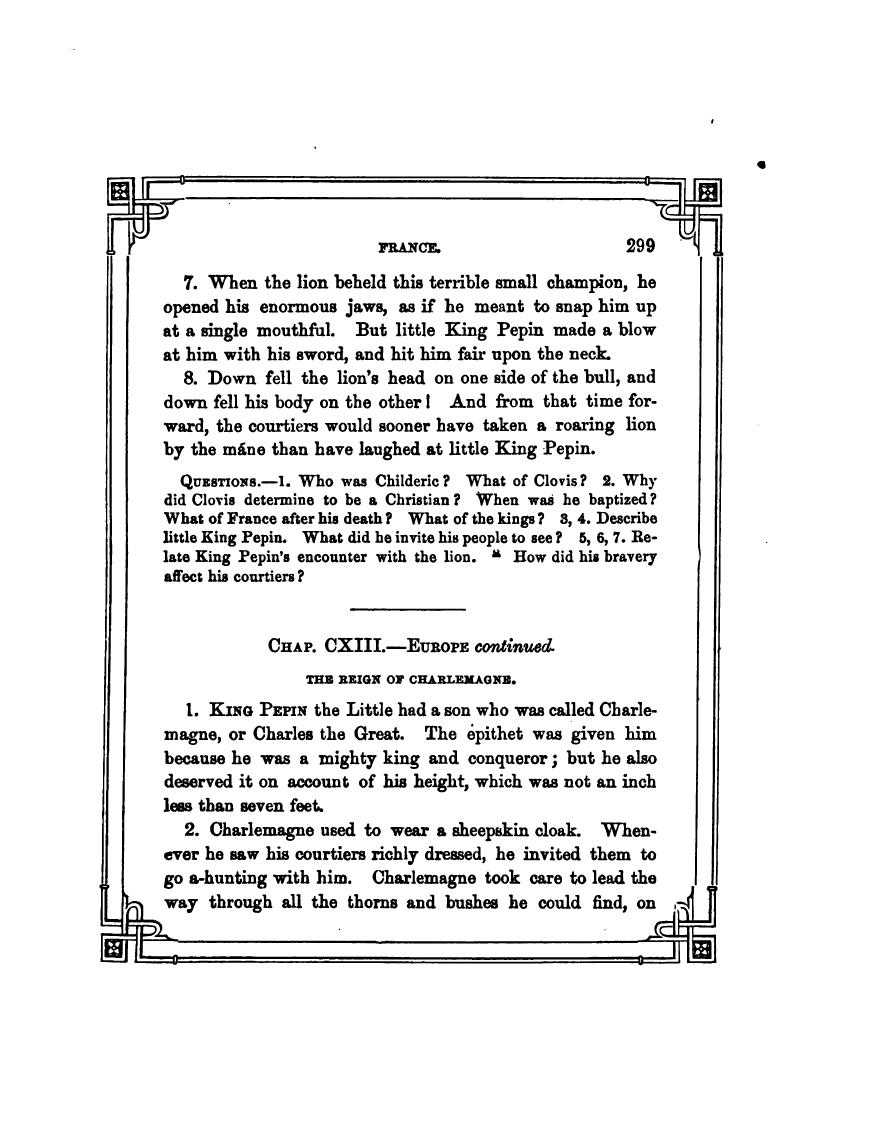 FRANCE. 299
7. When the lion beheld this terrible small champion, he
opened his enormous jaws, as if he meant to snap him up
at a single mouthful. But little King Pepin made a blow
at him with his sword, and hit him fair upon the neck.
8. Down fell the lion's head on one side of the bull, and
down fell his body on the other! And from that time for-
ward, the courtiers would sooner have taken a roaring lion
by the máne than have laughed at little King Pepin.
QUESTIONS.—1. Who was Childeric? What of Clovis? 2. Why
did Clovis determine to be a Christian? When was he baptized?
What of France after his death? What of the kings? 3, 4. Describe
little King Pepin. What did he invite his people to see? 5, 6, 7. Re-
late King Pepin's encounter with the lion. How did his bravery
affect his courtiers?
CHAP. CXIII.—EUROPE continued.
THE REIGN OF CHARLEMAGNE.
1. KING PEPIN the Little had a son who was called Charle-
magne, or Charles the Great. The epithet was given him
because he was a mighty king and conqueror; but he also
deserved it on account of his height, which was not an inch
less than seven feet.
2. Charlemagne used to wear a sheepskin cloak. When-
ever he saw his courtiers richly dressed, he invited them to
go a-hunting with him. Charlemagne took care to lead the
way through all the thorns and bushes he could find, on